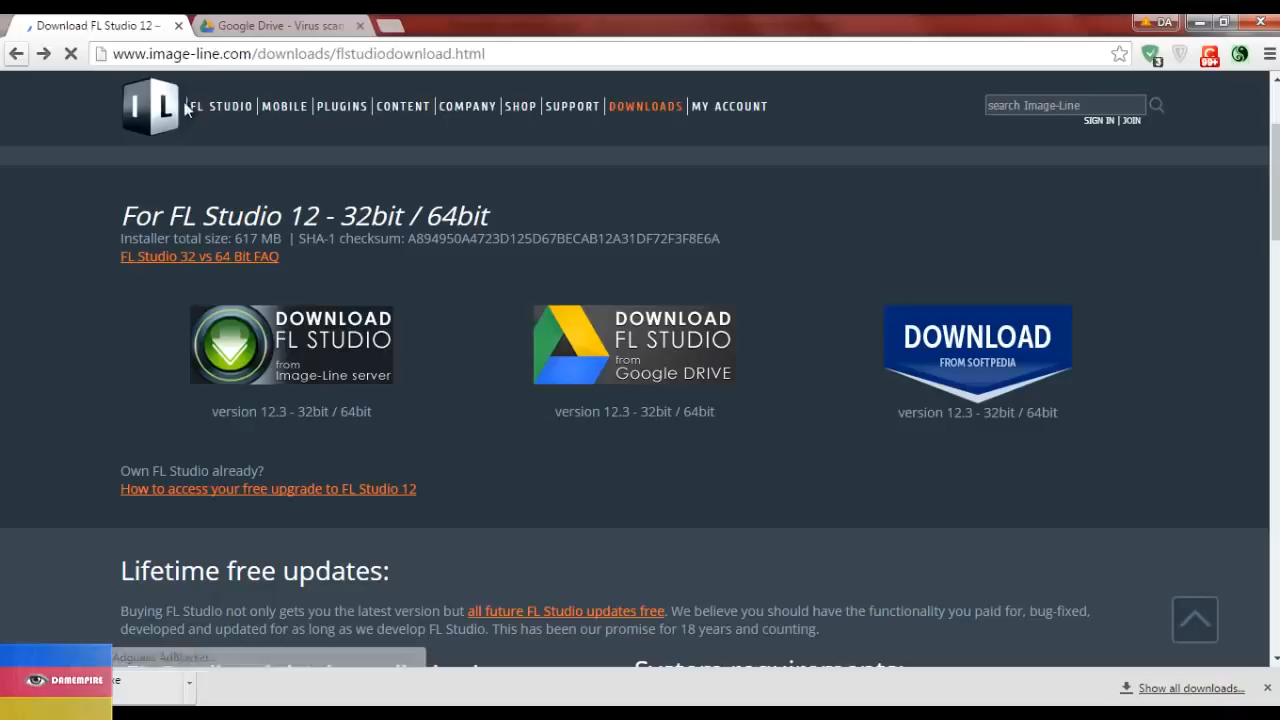 Download FL Studio 12 –
Google Drive - Virus scan
DA
www.image-line.com/downloads/flstudiodownload.html
3
99+
I L
FL STUDIO
MOBILE
PLUGINS
CONTENT
COMPANY
SHOP
SUPPORT
DOWNLOADS
MY ACCOUNT
search Image-Line
SIGN IN | JOIN
For FL Studio 12 - 32bit / 64bit
Installer total size: 617 MB | SHA-1 checksum: A894950A4723D125D67BECAB12A31DF72F3F8E6A
FL Studio 32 vs 64 Bit FAQ
DOWNLOAD
FL STUDIO
from
Image-Line server
DOWNLOAD
FL STUDIO
from
Google DRIVE
DOWNLOAD
FROM SOFTPEDIA
version 12.3 - 32bit / 64bit
version 12.3 - 32bit / 64bit
version 12.3 - 32bit / 64bit
Own FL Studio already?
How to access your free upgrade to FL Studio 12
Lifetime free updates:
Buying FL Studio not only gets you the latest version but all future FL Studio updates free. We believe you should have the functionality you paid for, bug-fixed,
developed and updated for as long as we develop FL Studio. This has been our promise for 18 years and counting.
System requirements:
DAMEMPIRE
Show all downloads...